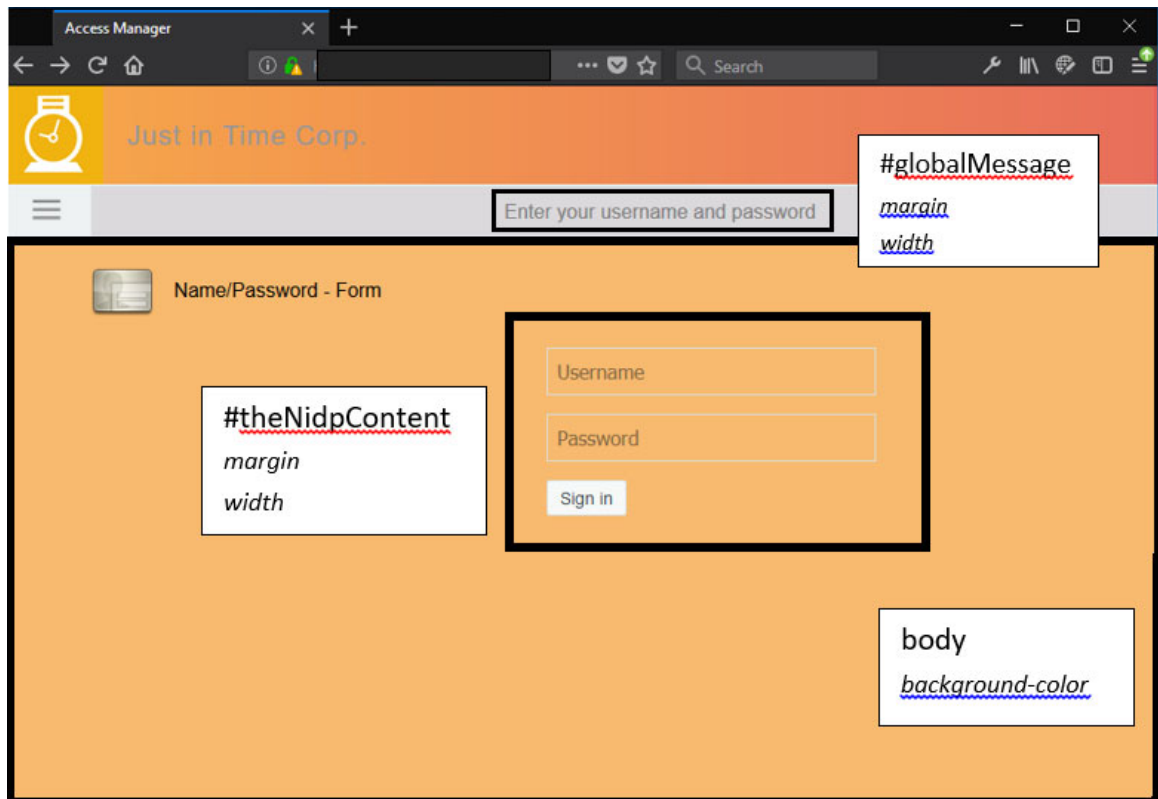 Access Manager
Search
Just in Time Corp.
#globalMessage
margin
width
Enter your username and password
Name/Password - Form
Username
Password
Sign in
#theNidpContent
margin
width
body
background-color